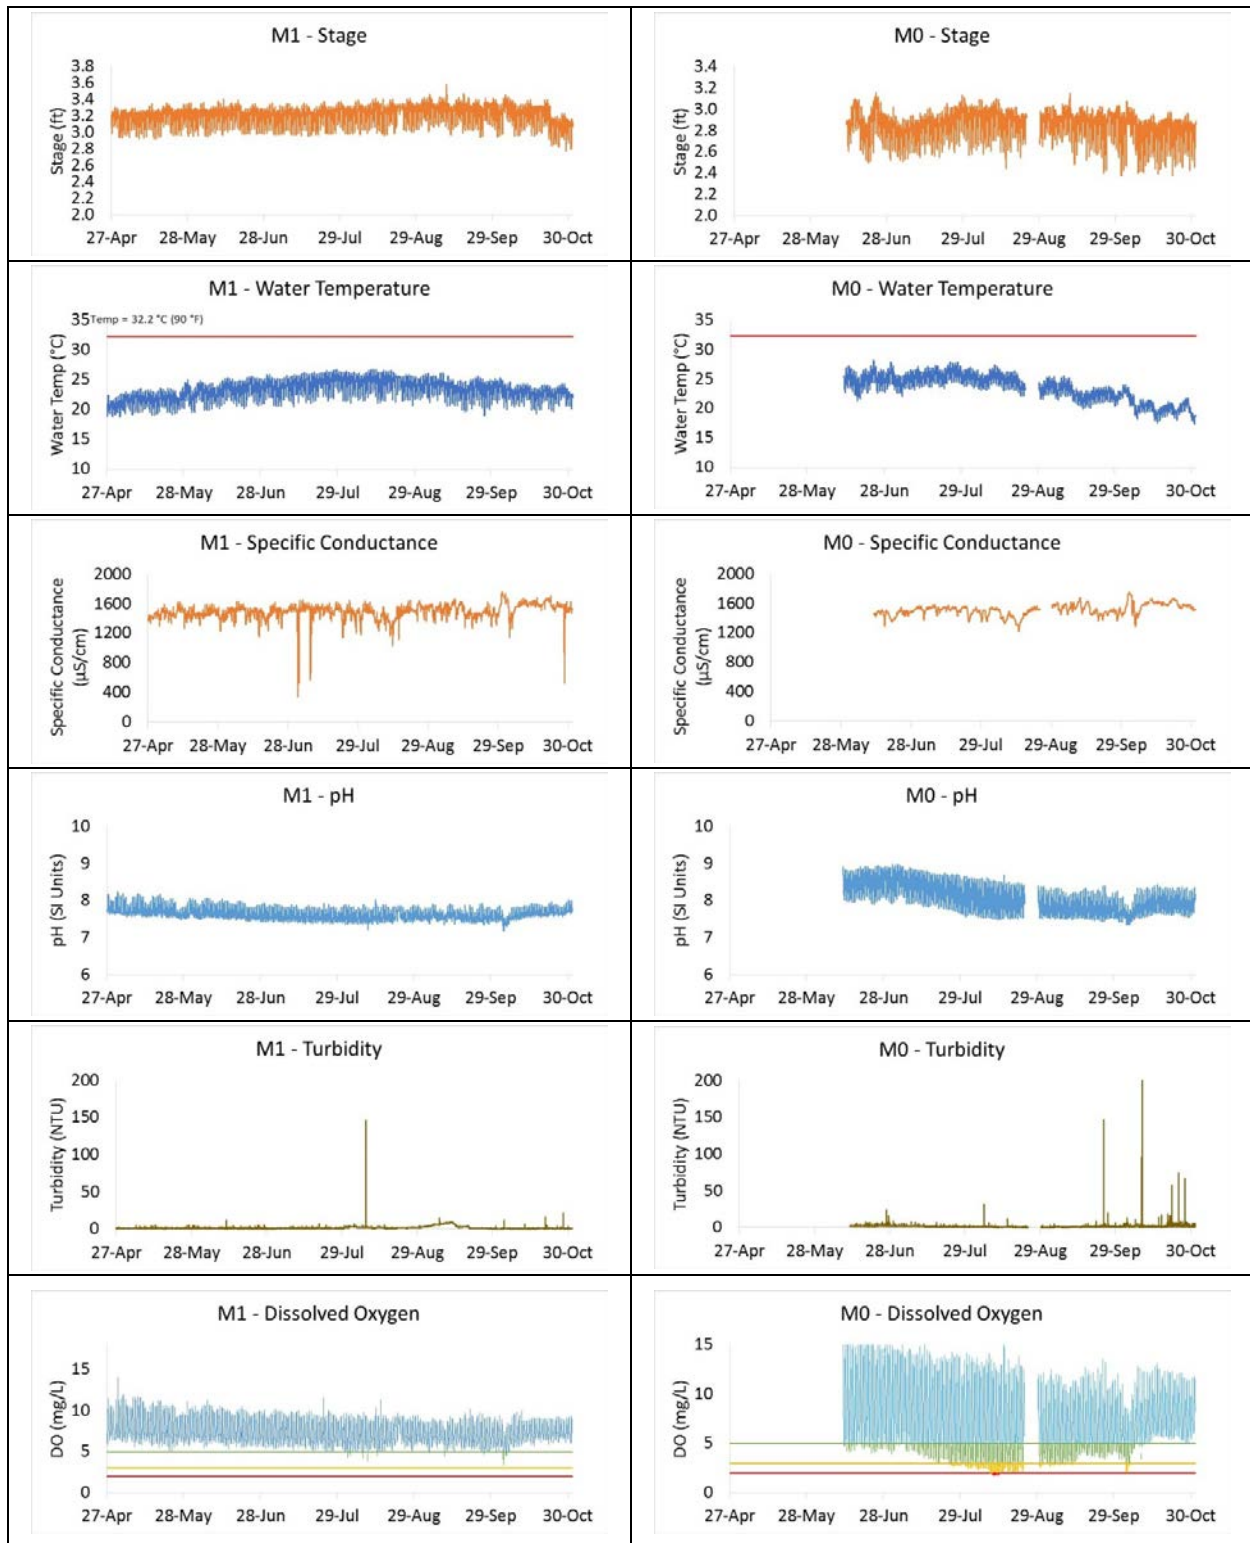 M1 - Stage
Stage (ft)
3.8
3.6
3.4
3.2
3.0
2.8
2.6
2.4
2.2
2.0
27-Apr 28-May 28-Jun 29-Jul 29-Aug 29-Sep 30-Oct
M0 - Stage
Stage (ft)
3.4
3.2
3.0
2.8
2.6
2.4
2.2
2.0
27-Apr 28-May 28-Jun 29-Jul 29-Aug 29-Sep 30-Oct
M1 - Water Temperature
Water Temp (°C)
Temp = 32.2 °C (90 °F)
35
30
25
20
15
10
27-Apr 28-May 28-Jun 29-Jul 29-Aug 29-Sep 30-Oct
M0 - Water Temperature
Water Temp (°C)
35
30
25
20
15
10
27-Apr 28-May 28-Jun 29-Jul 29-Aug 29-Sep 30-Oct
M1 - Specific Conductance
Specific Conductance
(µS/cm)
2000
1600
1200
800
400
0
27-Apr 28-May 28-Jun 29-Jul 29-Aug 29-Sep 30-Oct
M0 - Specific Conductance
Specific Conductance
(µS/cm)
2000
1600
1200
800
400
0
27-Apr 28-May 28-Jun 29-Jul 29-Aug 29-Sep 30-Oct
M1 - pH
pH (SI Units)
10
9
8
7
6
27-Apr 28-May 28-Jun 29-Jul 29-Aug 29-Sep 30-Oct
M0 - pH
pH (SI Units)
10
9
8
7
6
27-Apr 28-May 28-Jun 29-Jul 29-Aug 29-Sep 30-Oct
M1 - Turbidity
Turbidity (NTU)
200
150
100
50
0
27-Apr 28-May 28-Jun 29-Jul 29-Aug 29-Sep 30-Oct
M0 - Turbidity
Turbidity (NTU)
200
150
100
50
0
27-Apr 28-May 28-Jun 29-Jul 29-Aug 29-Sep 30-Oct
M1 - Dissolved Oxygen
DO (mg/L)
15
10
5
0
27-Apr 28-May 28-Jun 29-Jul 29-Aug 29-Sep 30-Oct
M0 - Dissolved Oxygen
DO (mg/L)
15
10
5
0
27-Apr 28-May 28-Jun 29-Jul 29-Aug 29-Sep 30-Oct